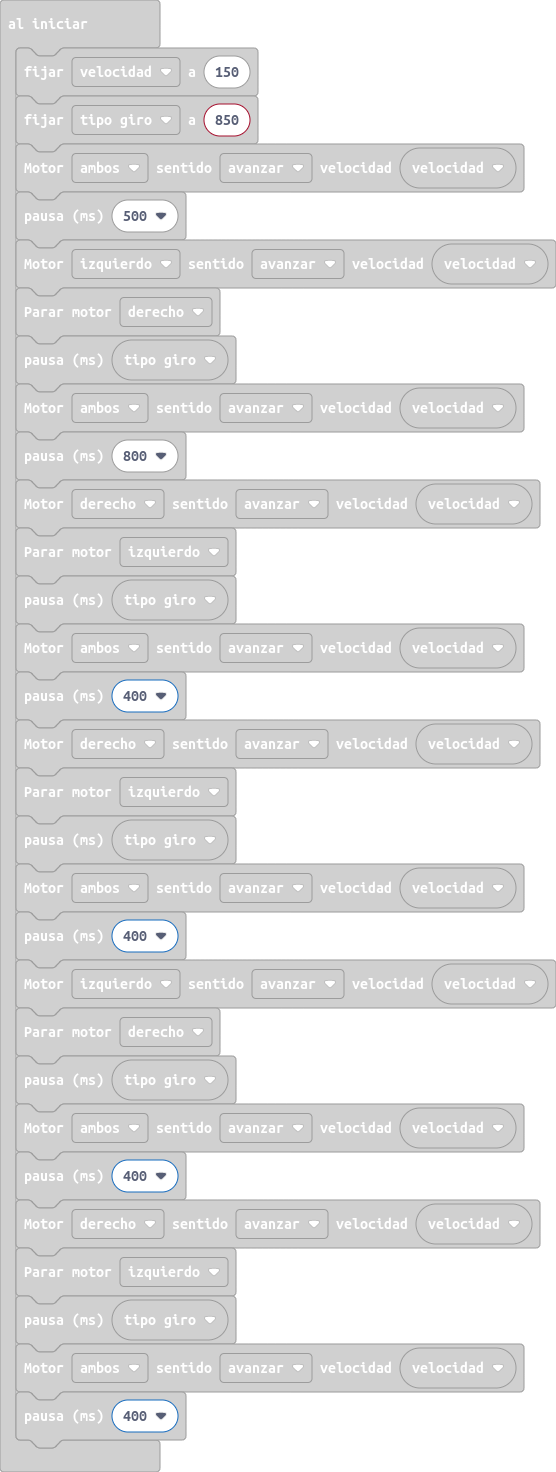 al iniciar
fijar velocidad a 150
fijar tipo giro a 850
Motor ambos sentido avanzar velocidad velocidad
pausa (ms) 500
Motor izquierdo sentido avanzar velocidad velocidad
Parar motor derecho
pausa (ms) tipo giro
Motor ambos sentido avanzar velocidad velocidad
pausa (ms) 800
Motor derecho sentido avanzar velocidad velocidad
Parar motor izquierdo
pausa (ms) tipo giro
Motor ambos sentido avanzar velocidad velocidad
pausa (ms) 400
Motor derecho sentido avanzar velocidad velocidad
Parar motor izquierdo
pausa (ms) tipo giro
Motor ambos sentido avanzar velocidad velocidad
pausa (ms) 400
Motor izquierdo sentido avanzar velocidad velocidad
Parar motor derecho
pausa (ms) tipo giro
Motor ambos sentido avanzar velocidad velocidad
pausa (ms) 400
Motor derecho sentido avanzar velocidad velocidad
Parar motor izquierdo
pausa (ms) tipo giro
Motor ambos sentido avanzar velocidad velocidad
pausa (ms) 400